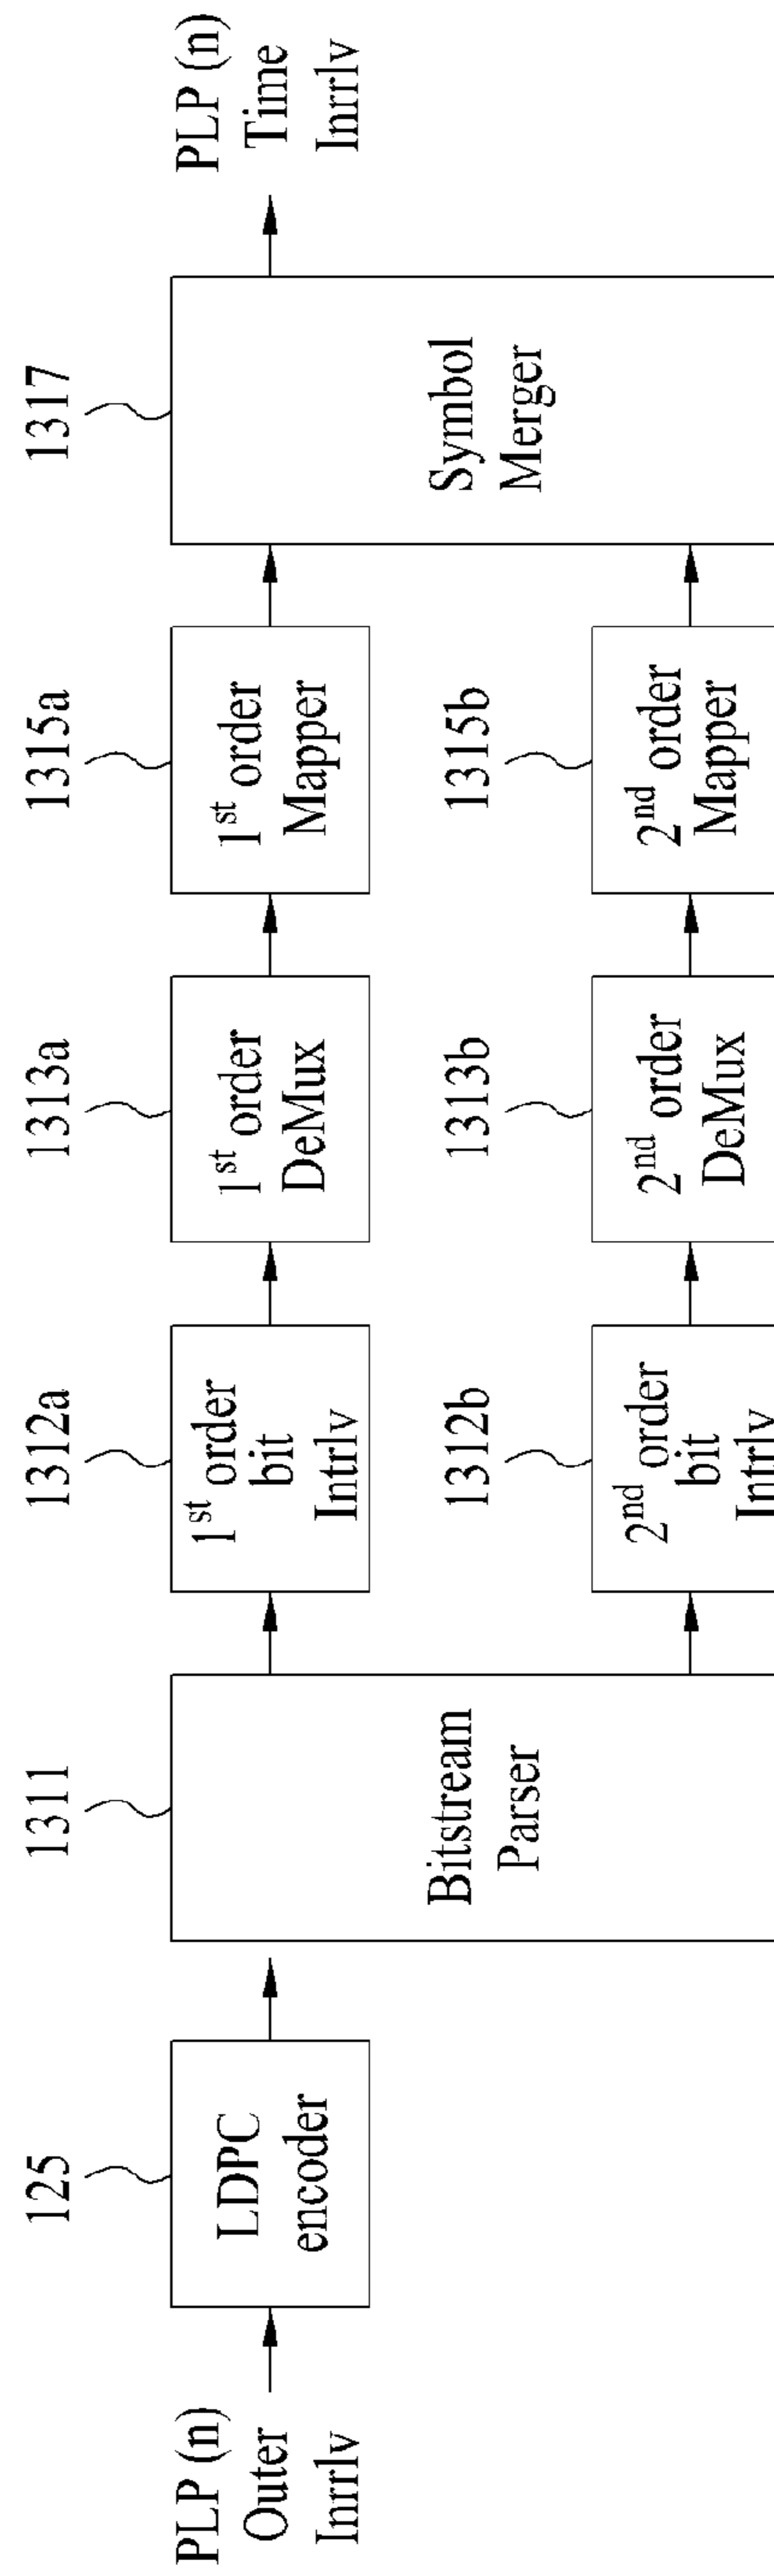 PLP (n)
Outer
Inrrlv
125
LDPC
encoder
1311
Bitstream
Parser
1312a
1st order
bit
Intrlv
1313a
1st order
DeMux
1315a
1st order
Mapper
1312b
2nd order
bit
Intrlv
1313b
2nd order
DeMux
1315b
2nd order
Mapper
1317
Symbol
Merger
PLP (n)
Time
Inrrlv